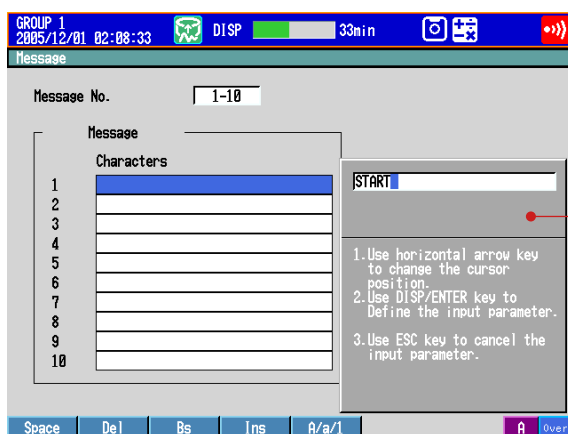 GROUP 1
2005/12/01 02:08:33 DISP 33min
Message
Message No. 1-10
Message
Characters
1
2
3
4
5
6
7
8
9
10
START
1.Use horizontal arrow key
to change the cursor
position.
2.Use DISP/ENTER key to
Define the input parameter.
3.Use ESC key to cancel the
input parameter.
Space Del Bs Ins A/a/1 A Over